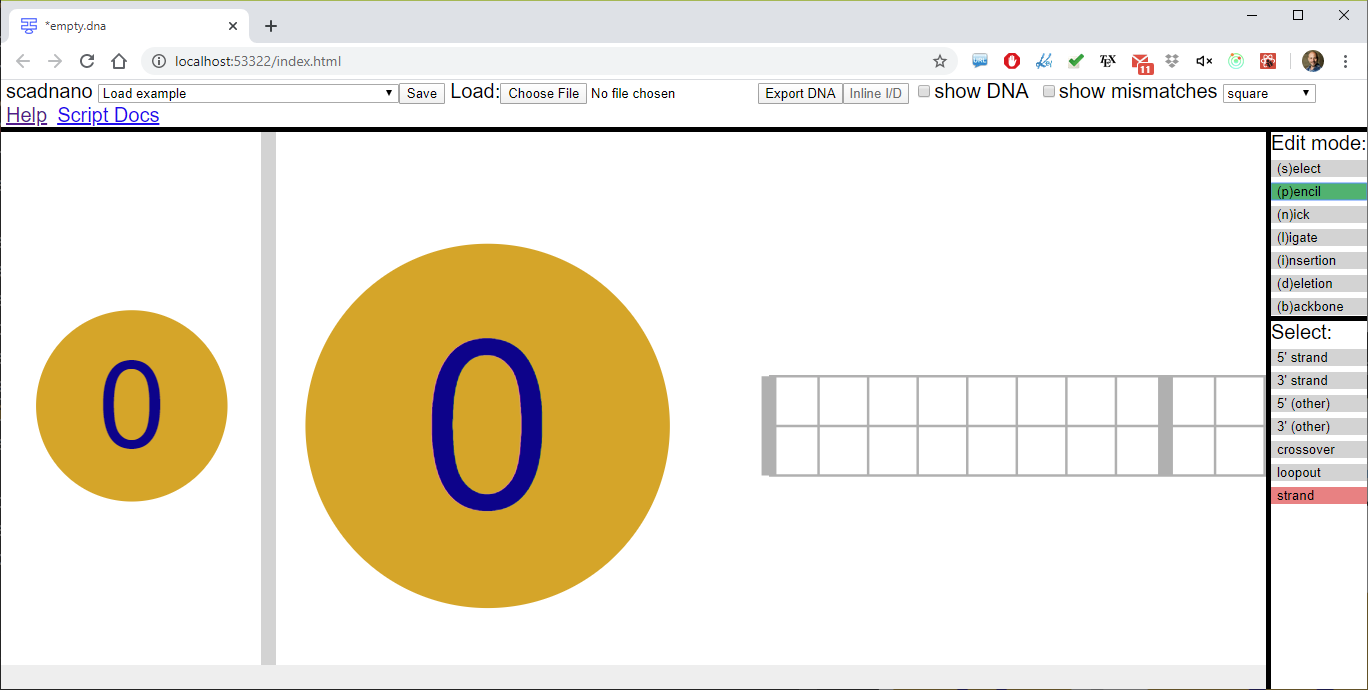 *empty.dna
localhost:53322/index.html
11
scadnano Load example Save Load: Choose File No file chosen Export DNA Inline I/D show DNA show mismatches square
Help Script Docs
Edit mode:
(s)elect
(p)encil
(n)ick
(l)igate
(i)nsertion
(d)eletion
(b)ackbone
Select:
5' strand
3' strand
5' (other)
3' (other)
crossover
loopout
strand
0
0